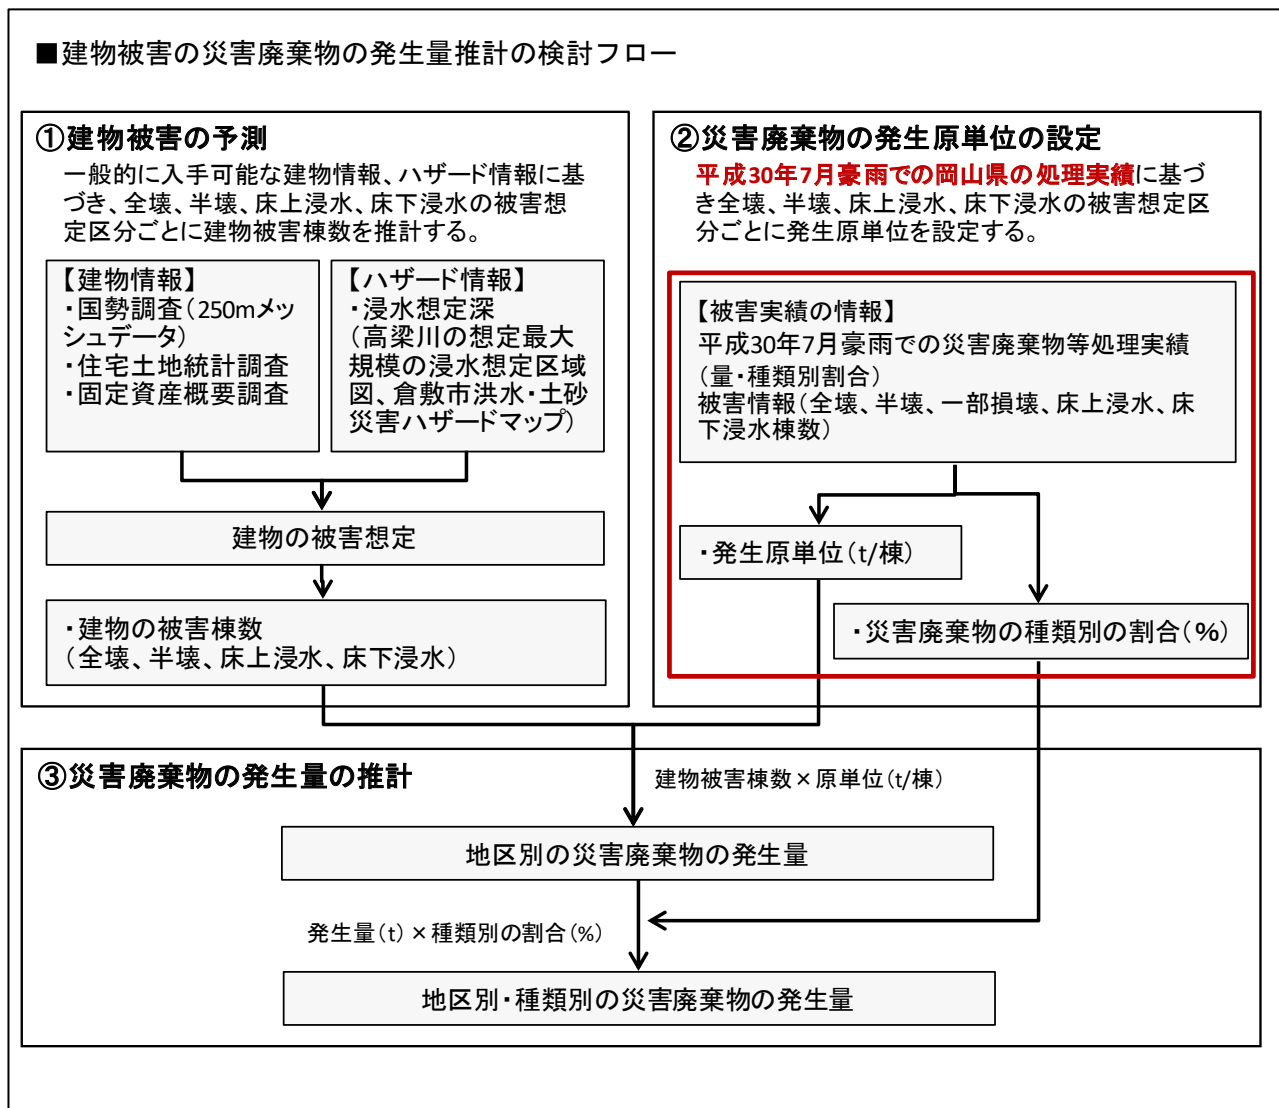 ■建物被害の災害廃棄物の発生量推計の検討フロー
①建物被害の予測
一般的に入手可能な建物情報、ハザード情報に基
づき、全壊、半壊、床上浸水、床下浸水の被害想
定区分ごとに建物被害棟数を推計する。
【建物情報】
・国勢調査(250mメッ
シュデータ)
・住宅土地統計調査
・固定資産概要調査
【ハザード情報】
・浸水想定深
(高梁川の想定最大
規模の浸水想定区域
図、倉敷市洪水・土砂
災害ハザードマップ)
建物の被害想定
・建物の被害棟数
(全壊、半壊、床上浸水、床下浸水)
②災害廃棄物の発生原単位の設定
平成30年7月豪雨での岡山県の処理実績に基づ
き全壊、半壊、床上浸水、床下浸水の被害想定区
分ごとに発生原単位を設定する。
【被害実績の情報】
平成30年7月豪雨での災害廃棄物等処理実績
(量・種類別割合)
被害情報(全壊、半壊、一部損壊、床上浸水、床
下浸水棟数)
・発生原単位(t/棟)
・災害廃棄物の種類別の割合(%)
③災害廃棄物の発生量の推計
建物被害棟数×原単位(t/棟)
地区別の災害廃棄物の発生量
発生量(t)×種類別の割合(%)
地区別・種類別の災害廃棄物の発生量